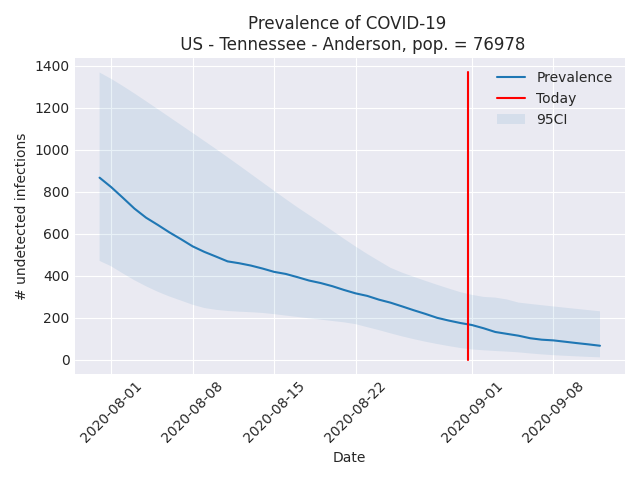 Prevalence of COVID-19
US - Tennessee - Anderson, pop. = 76978
1400
1200
1000
800
600
400
200
0
# undetected infections
Prevalence
Today
95CI
2020-08-01
2020-08-08
2020-08-15
2020-08-22
2020-09-01
2020-09-08
Date